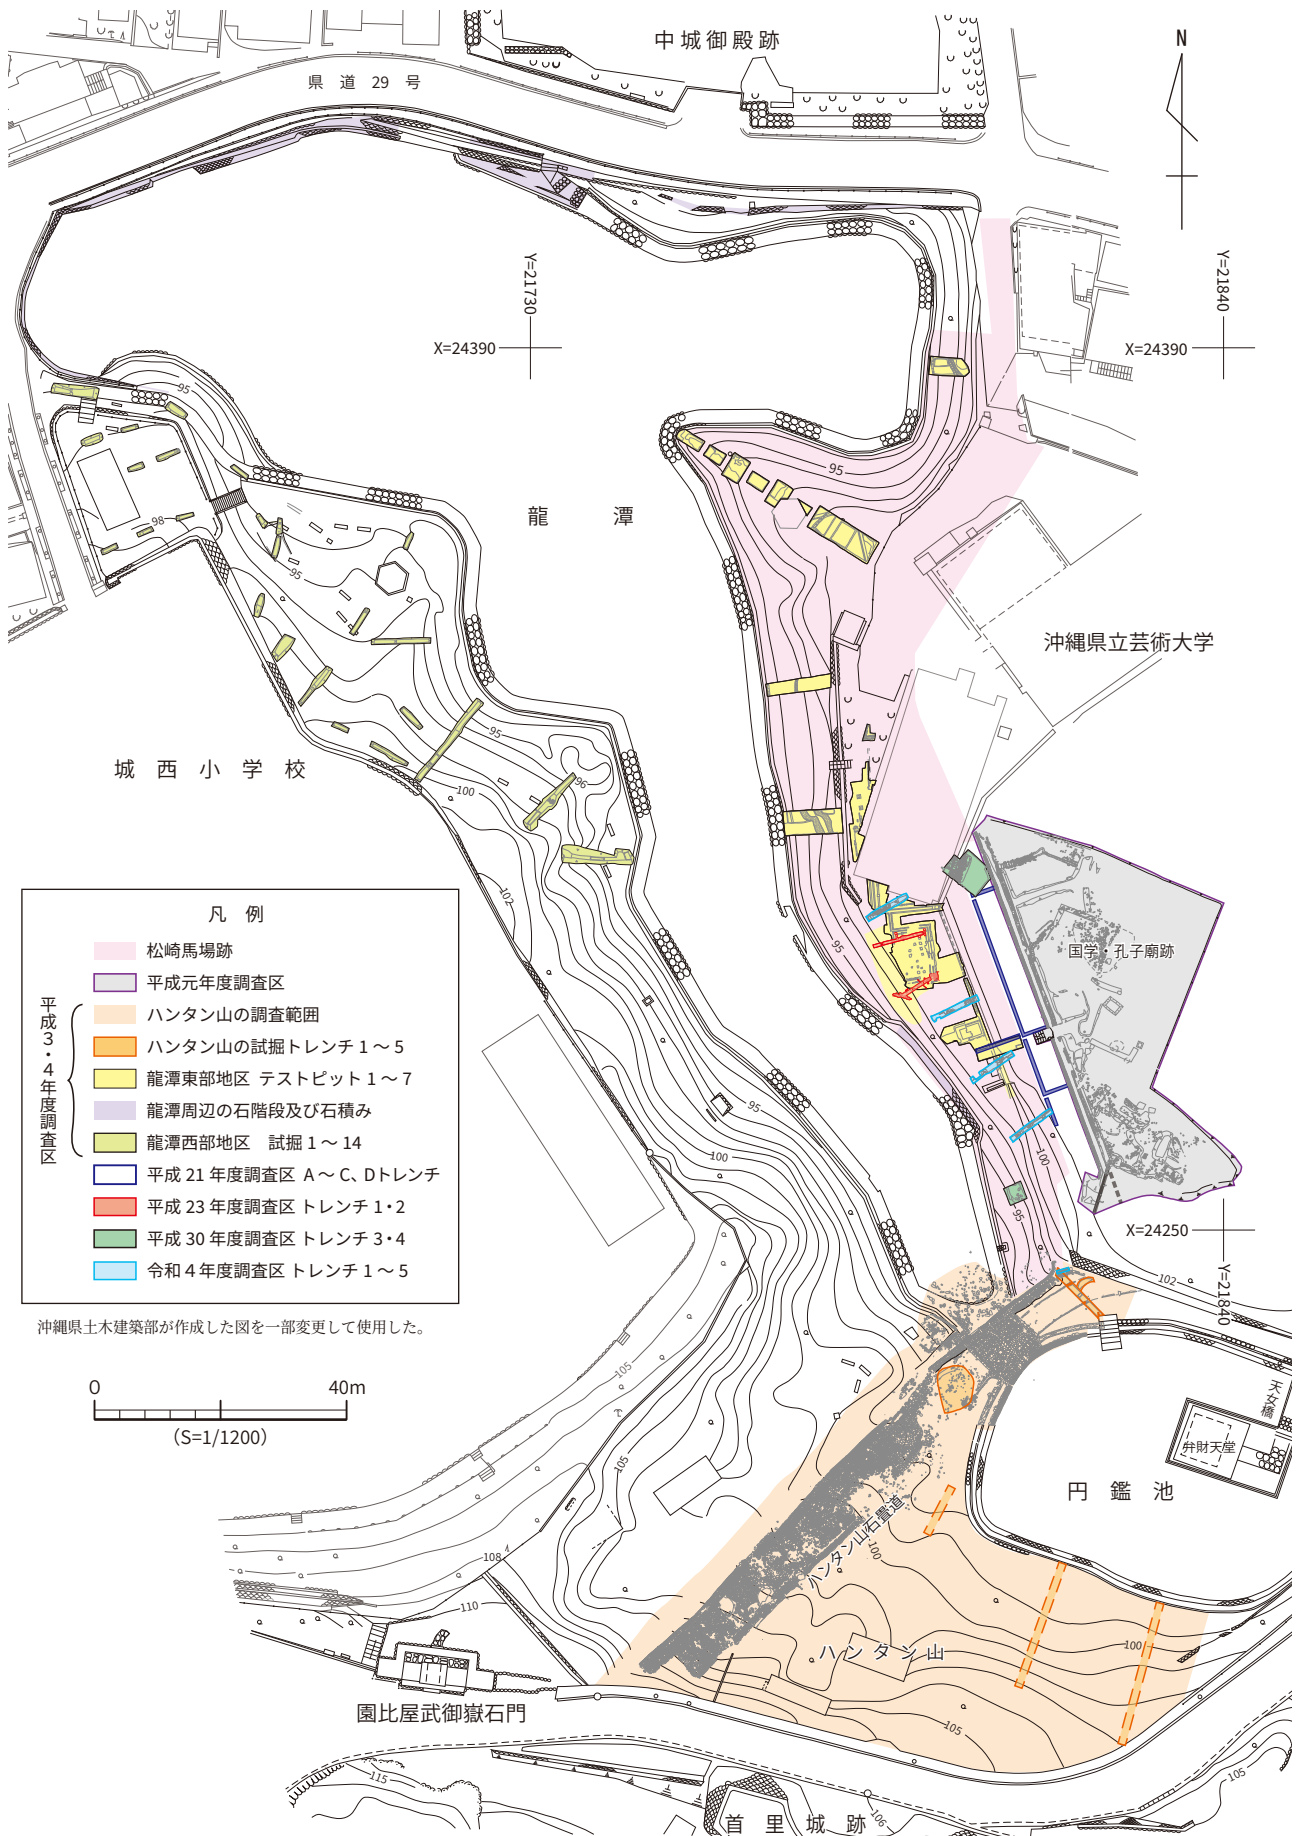 中城御殿跡
N
県道 29 号
Y=21730
Y=21840
X=24390
X=24390
95
95
98
龍潭
95
沖縄県立芸術大学
城西小学校
95
96
100
102
凡例
松崎馬場跡
平成元年度調査区
平成3・4年度調査区
ハンタン山の調査範囲
ハンタン山の試掘トレンチ 1 ～ 5
龍潭東部地区 テストピット 1 ～ 7
龍潭周辺の石階段及び石積み
龍潭西部地区 試掘 1 ～ 14
平成 21 年度調査区 A ～ C、Dトレンチ
平成 23 年度調査区 トレンチ 1・2
平成 30 年度調査区 トレンチ 3・4
令和 4 年度調査区 トレンチ 1 ～ 5
沖縄県土木建築部が作成した図を一部変更して使用した。
0 40m
（S=1/1200）
95
国学・孔子廟跡
95
100
100
95
X=24250
Y=21840
102
105
105
天女橋
弁財天堂
円鑑池
ハンタン山石畳道
100
108
110
ハンタン山
100
105
園比屋武御嶽石門
115
106
105
首里城跡